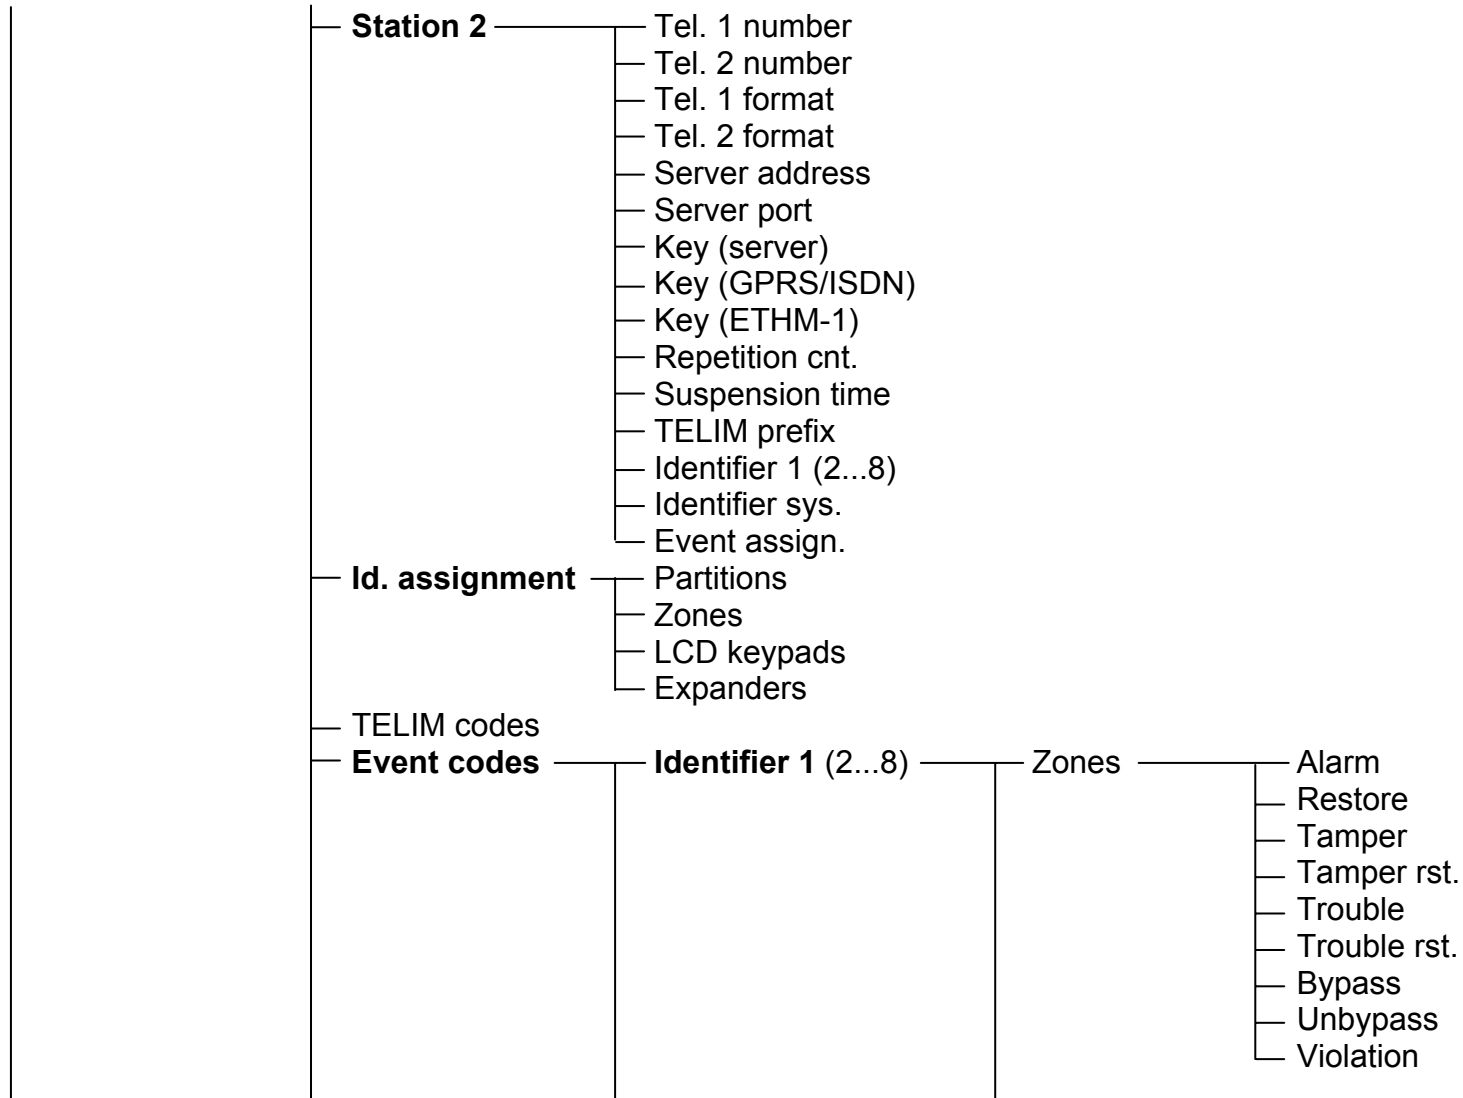 Station 2 Tel. 1 number
Tel. 2 number
Tel. 1 format
Tel. 2 format
Server address
Server port
Key (server)
Key (GPRS/ISDN)
Key (ETHM-1)
Repetition cnt.
Suspension time
TELIM prefix
Identifier 1 (2...8)
Identifier sys.
Event assign.
Id. assignment Partitions
Zones
LCD keypads
Expanders
TELIM codes
Event codes Identifier 1 (2...8) Zones Alarm
Restore
Tamper
Tamper rst.
Trouble
Trouble rst.
Bypass
Unbypass
Violation